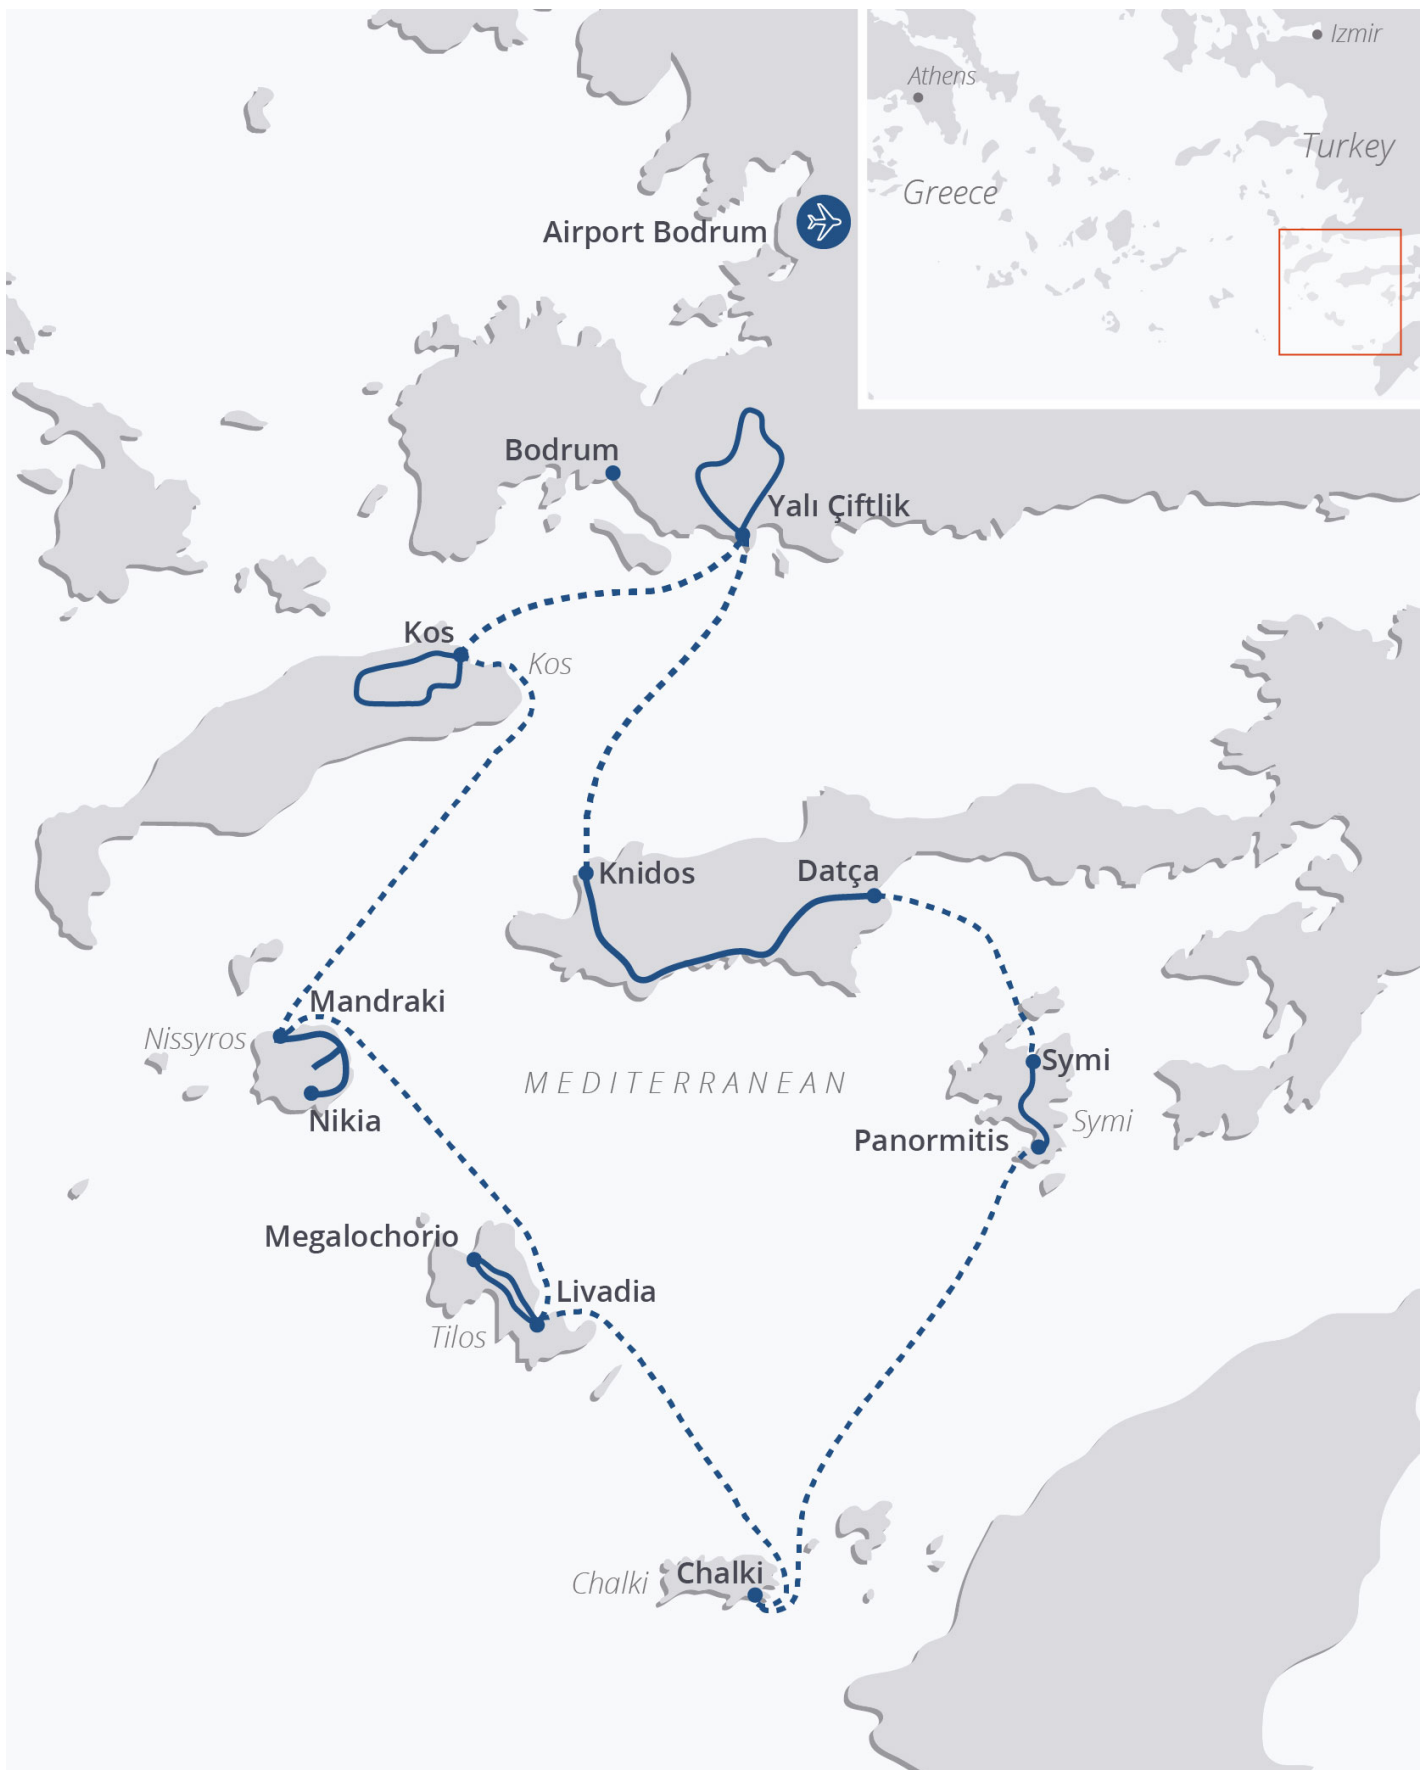 Izmir
Athens
Turkey
Greece
Airport Bodrum
Bodrum
Yalı Çiftlik
Kos
Kos
Knidos
Datça
Mandraki
Nissyros
Nikia
MEDITERRANEAN
Symi
Symi
Panormitis
Megalochorio
Livadia
Tilos
Chalki
Chalki